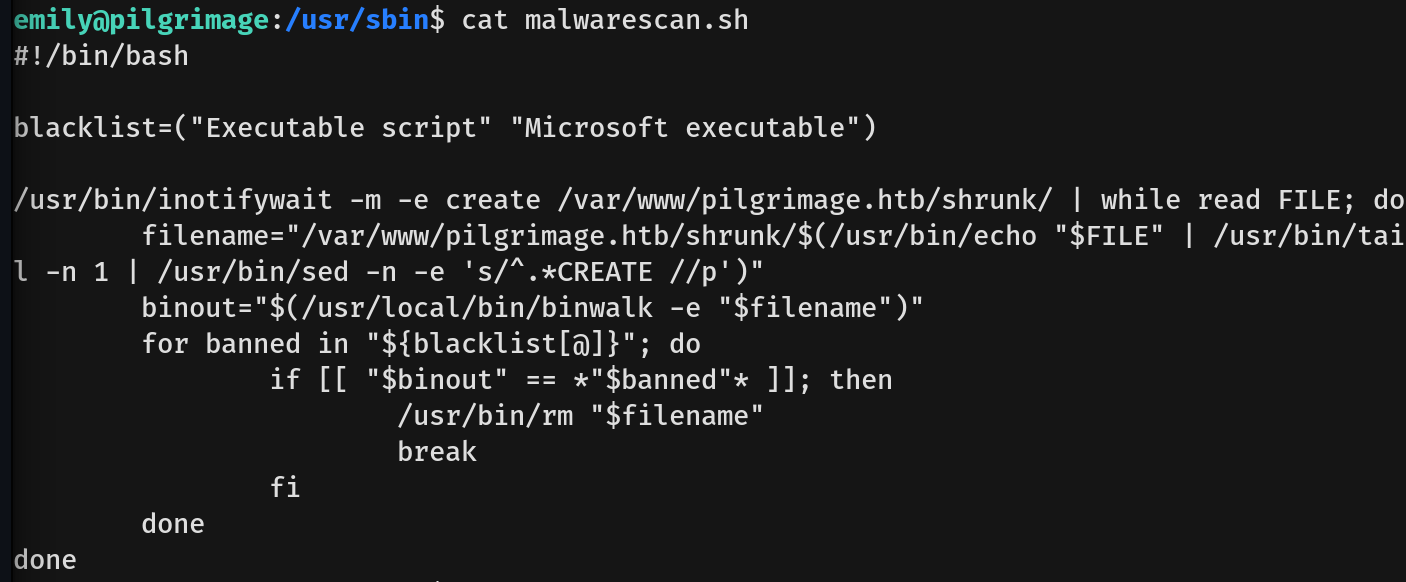 emily@pilgrimage:/usr/sbin$ cat malwarescan.sh
#!/bin/bash
blacklist=("Executable script" "Microsoft executable")
/usr/bin/inotifywait -m -e create /var/www/pilgrimage.htb/shrunk/ | while read FILE; do
        filename="/var/www/pilgrimage.htb/shrunk/$(/usr/bin/echo "$FILE" | /usr/bin/tai
l -n 1 | /usr/bin/sed -n -e 's/^.*CREATE //p')"
        binout="$(/usr/local/bin/binwalk -e "$filename")"
        for banned in "${blacklist[@]}"; do
                if [[ "$binout" == *"$banned"* ]]; then
                        /usr/bin/rm "$filename"
                        break
                fi
        done
done